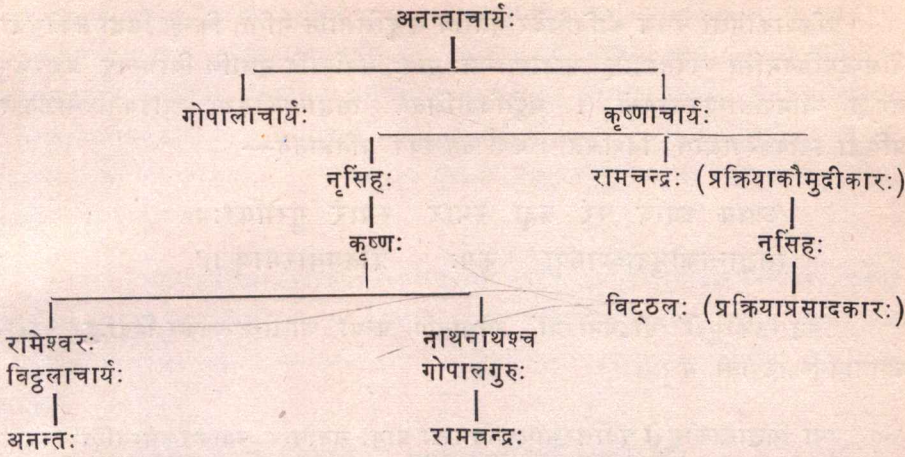 अनन्ताचार्य:
गोपालाचार्य: कृष्णाचार्य:
नृसिंह: रामचन्द्र: (प्रक्रियाकौमुदीकार:)
कृष्ण: नृसिंह:
विट्ठल: (प्रक्रियाप्रसादकार:)
रामेश्वर: नाथनाथश्च
विट्ठलाचार्य: गोपालगुरु:
अनन्त: रामचन्द्र: